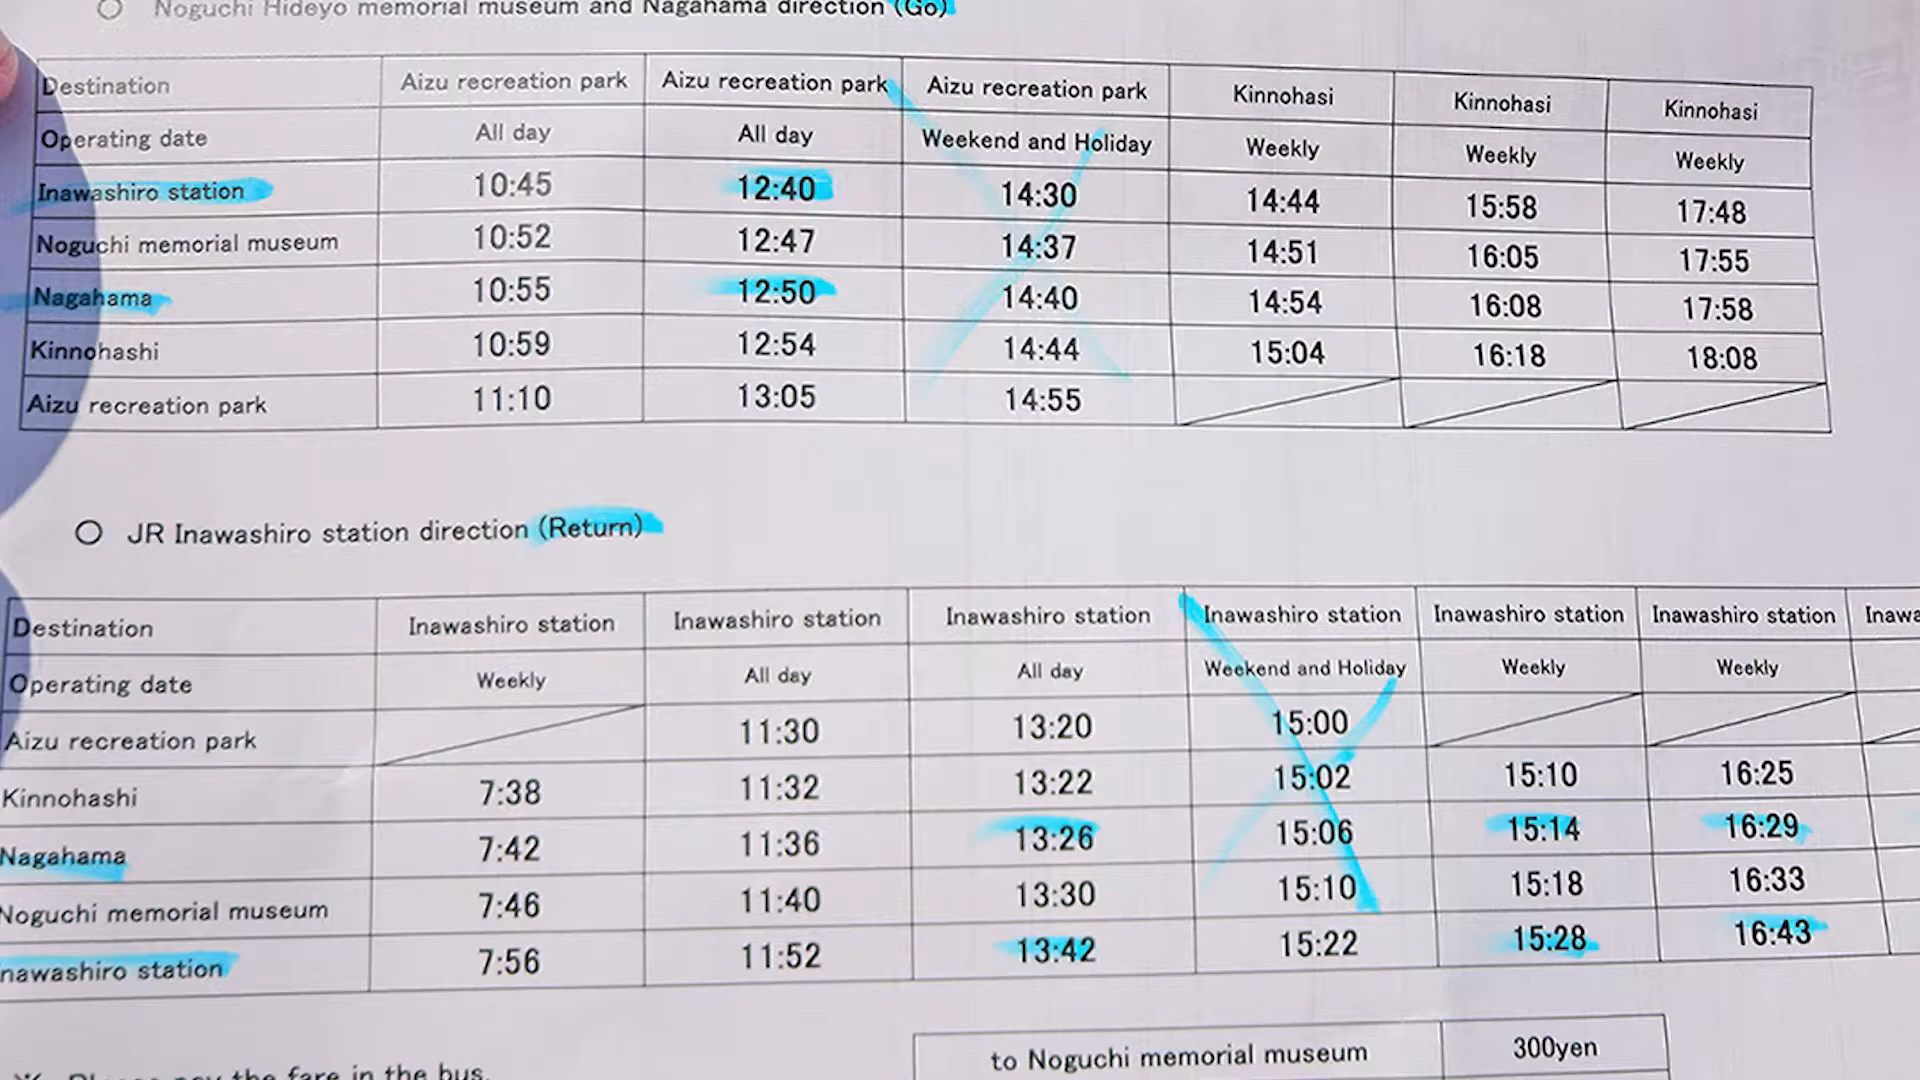 ○ Noguchi Hideyo memorial museum and Nagahama direction (Go)
Destination Aizu recreation park Aizu recreation park Aizu recreation park Kinnohasi Kinnohasi Kinnohasi
Operating date All day All day Weekend and Holiday Weekly Weekly Weekly
Inawashiro station 10:45 12:40 14:30 14:44 15:58 17:48
Noguchi memorial museum 10:52 12:47 14:37 14:51 16:05 17:55
Nagahama 10:55 12:50 14:40 14:54 16:08 17:58
Kinnohashi 10:59 12:54 14:44 15:04 16:18 18:08
Aizu recreation park 11:10 13:05 14:55
○ JR Inawashiro station direction (Return)
Destination Inawashiro station Inawashiro station Inawashiro station Inawashiro station Inawashiro station Inawashiro station Inawa
Operating date Weekly All day All day Weekend and Holiday Weekly Weekly
Aizu recreation park 11:30 13:20 15:00
Kinnohashi 7:38 11:32 13:22 15:02 15:10 16:25
Nagahama 7:42 11:36 13:26 15:06 15:14 16:29
Noguchi memorial museum 7:46 11:40 13:30 15:10 15:18 16:33
nawashiro station 7:56 11:52 13:42 15:22 15:28 16:43
to Noguchi memorial museum 300yen
※ Please pay the fare in the bus.